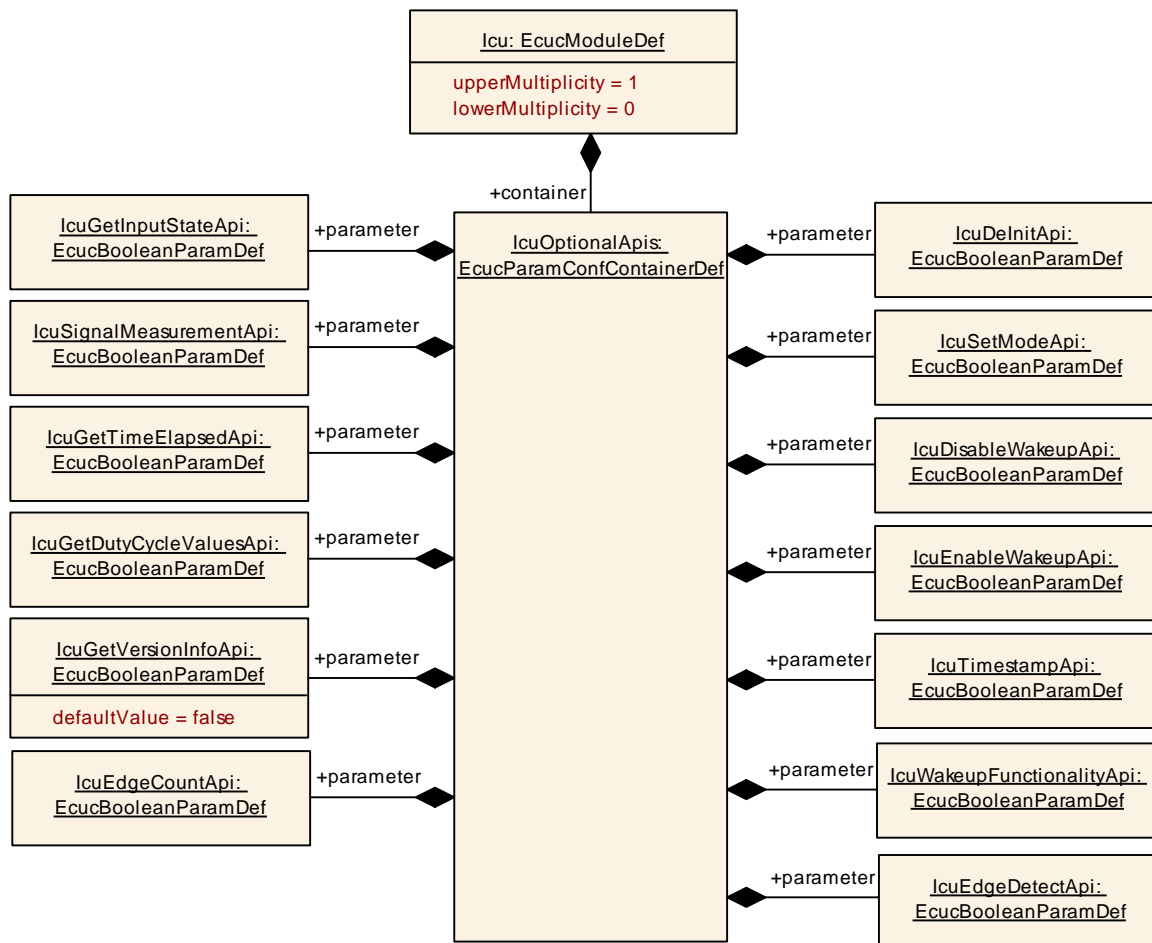 Icu: EcucModuleDef
upperMultiplicity = 1
lowerMultiplicity = 0
+container
IcuOptionalApis:
EcucParamConfContainerDef
IcuGetInputStateApi:
EcucBooleanParamDef
+parameter
IcuSignalMeasurementApi:
EcucBooleanParamDef
+parameter
IcuGetTimeElapsedApi:
EcucBooleanParamDef
+parameter
IcuGetDutyCycleValuesApi:
EcucBooleanParamDef
+parameter
IcuGetVersionInfoApi:
EcucBooleanParamDef
defaultValue = false
+parameter
IcuEdgeCountApi:
EcucBooleanParamDef
+parameter
+parameter
IcuDeInitApi:
EcucBooleanParamDef
+parameter
IcuSetModeApi:
EcucBooleanParamDef
+parameter
IcuDisableWakeupApi:
EcucBooleanParamDef
+parameter
IcuEnableWakeupApi:
EcucBooleanParamDef
+parameter
IcuTimestampApi:
EcucBooleanParamDef
+parameter
IcuWakeupFunctionalityApi:
EcucBooleanParamDef
+parameter
IcuEdgeDetectApi:
EcucBooleanParamDef